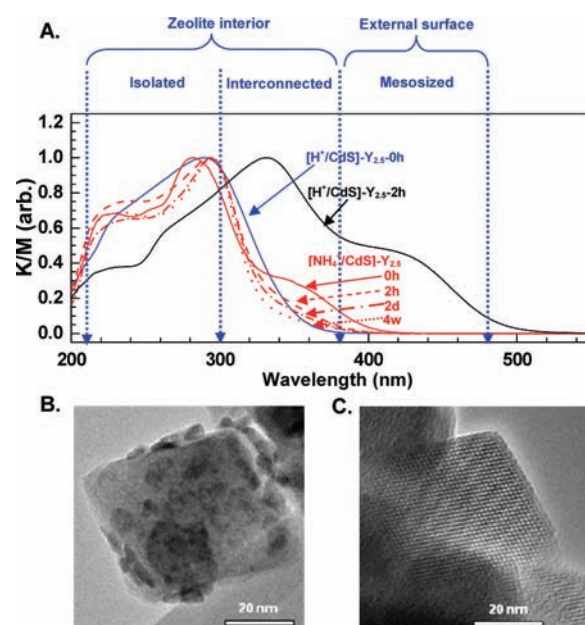 A.
Zeolite interior
External surface
Isolated
Interconnected
Mesosized
K/M (arb.)
1.2
1.0
0.8
0.6
0.4
0.2
0.0
[H⁺/CdS]-Y₂.₅-0h
[H⁺/CdS]-Y₂.₅-2h
[NH₄⁺/CdS]-Y₂.₅
0h
2h
2d
4w
200
300
400
500
Wavelength (nm)
B.
C.
20 nm
20 nm